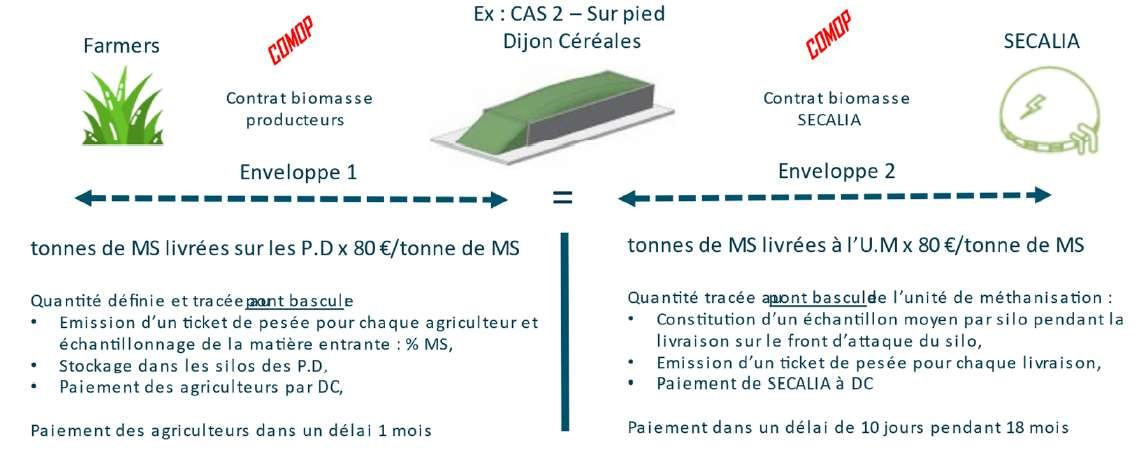 Ex : CAS 2 – Sur pied
Dijon Céréales
Farmers
COMOP
COMOP
SECALIA
Contrat biomasse
producteurs
Contrat biomasse
SECALIA
Enveloppe 1
=
Enveloppe 2
tonnes de MS livrées sur les P.D x 80 €/tonne de MS
Quantité définie et tracée au pont bascule
• Emission d’un ticket de pesée pour chaque agriculteur et
échantillonnage de la matière entrante : % MS,
• Stockage dans les silos des P.D,
• Paiement des agriculteurs par DC,
Paiement des agriculteurs dans un délai 1 mois
tonnes de MS livrées à l’U.M x 80 €/tonne de MS
Quantité tracée au pont bascule de l’unité de méthanisation :
• Constitution d’un échantillon moyen par silo pendant la
livraison sur le front d’attaque du silo,
• Emission d’un ticket de pesée pour chaque livraison,
• Paiement de SECALIA à DC
Paiement dans un délai de 10 jours pendant 18 mois